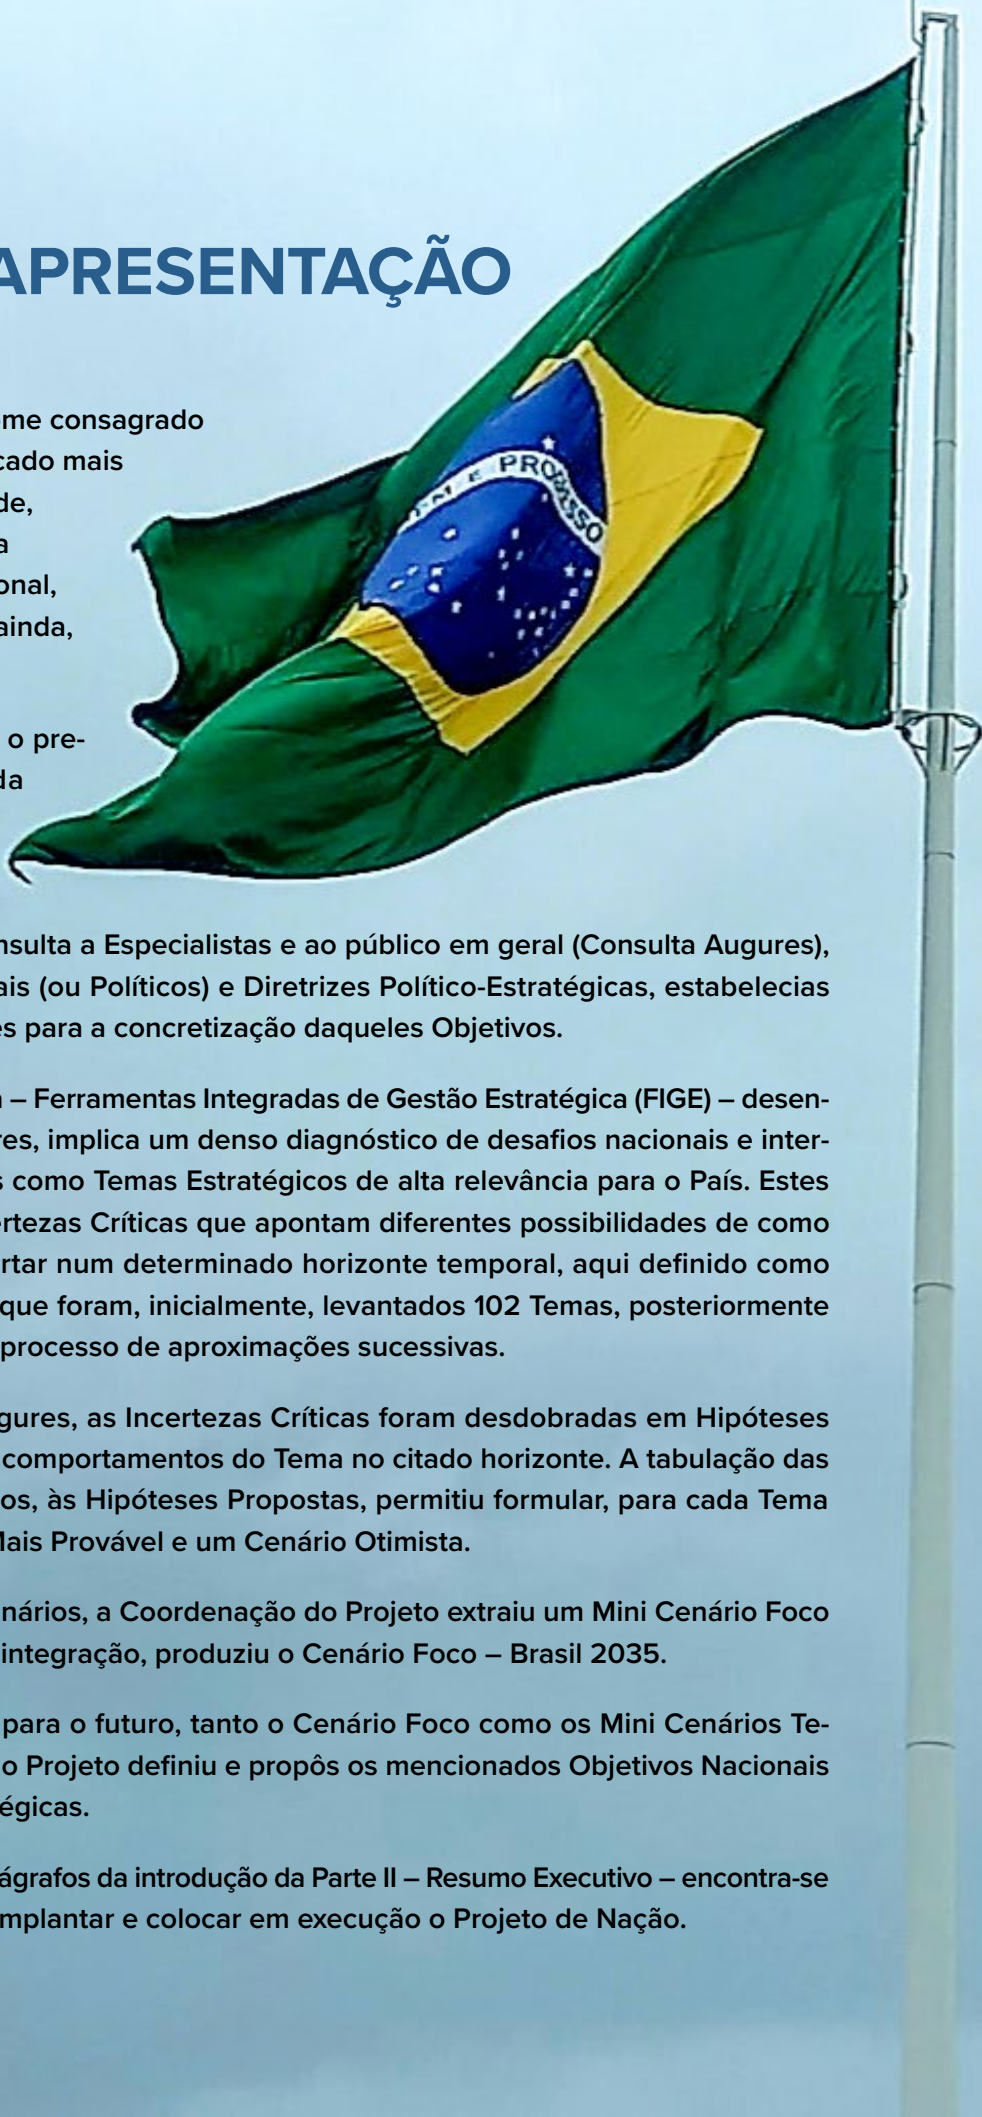 APRESENTAÇÃO
me consagrado
cado mais
de,
a
onal,
ainda,
PROGRESSO
o pre-
da
nsulta a Especialistas e ao público em geral (Consulta Augures),
ais (ou Políticos) e Diretrizes Político-Estratégicas, estabelecias
es para a concretização daqueles Objetivos.
– Ferramentas Integradas de Gestão Estratégica (FIGE) – desen-
res, implica um denso diagnóstico de desafios nacionais e inter-
s como Temas Estratégicos de alta relevância para o País. Estes
ertezas Críticas que apontam diferentes possibilidades de como
rtar num determinado horizonte temporal, aqui definido como
que foram, inicialmente, levantados 102 Temas, posteriormente
processo de aproximações sucessivas.
gures, as Incertezas Críticas foram desdobradas em Hipóteses
comportamentos do Tema no citado horizonte. A tabulação das
os, às Hipóteses Propostas, permitiu formular, para cada Tema
Mais Provável e um Cenário Otimista.
nários, a Coordenação do Projeto extraiu um Mini Cenário Foco
integração, produziu o Cenário Foco – Brasil 2035.
para o futuro, tanto o Cenário Foco como os Mini Cenários Te-
o Projeto definiu e propôs os mencionados Objetivos Nacionais
égicas.
ágrafos da introdução da Parte II – Resumo Executivo – encontra-se
mplantar e colocar em execução o Projeto de Nação.